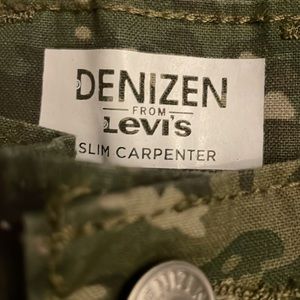 DENIZEN
FROM
Levi's
SLIM CARPENTER